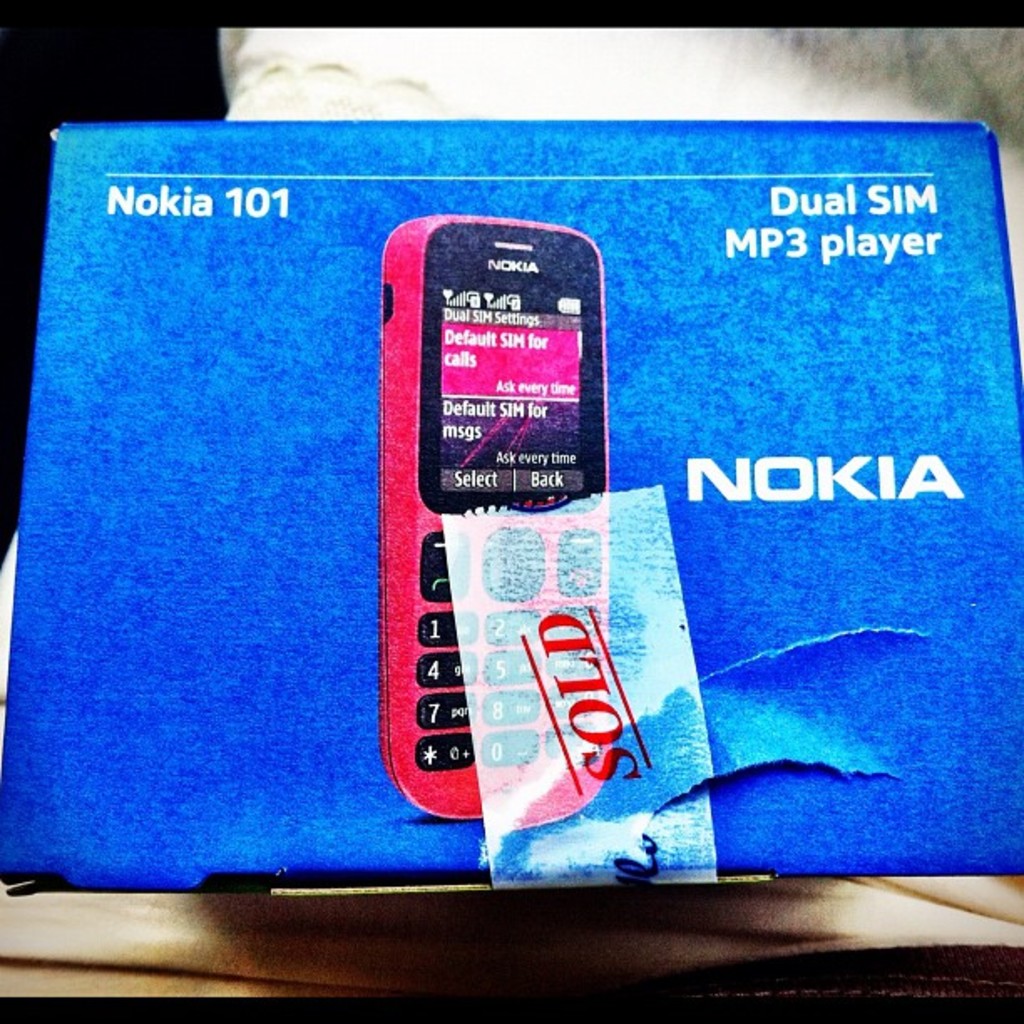 Nokia 101
Dual SIM
MP3 player
NOKIA
Dual SIM Settings
Default SIM for
calls
Ask every time
Default SIM for
msgs
Ask every time
Select Back
NOKIA
1 2
4 5
7 pqr 8
* 0
SOLD